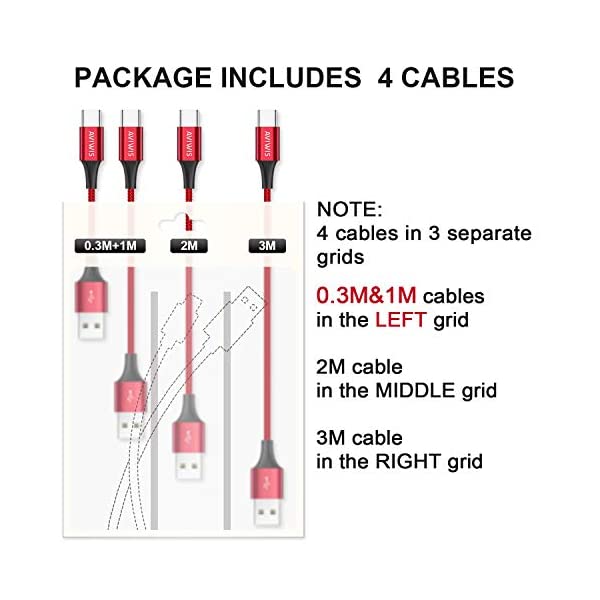 PACKAGE INCLUDES 4 CABLES
AVIWIS
AVIWIS
AVIWIS
AVIWIS
0.3M+1M
2M
3M
NOTE:
4 cables in 3 separate
grids
0.3M&1M cables
in the LEFT grid
2M cable
in the MIDDLE grid
3M cable
in the RIGHT grid